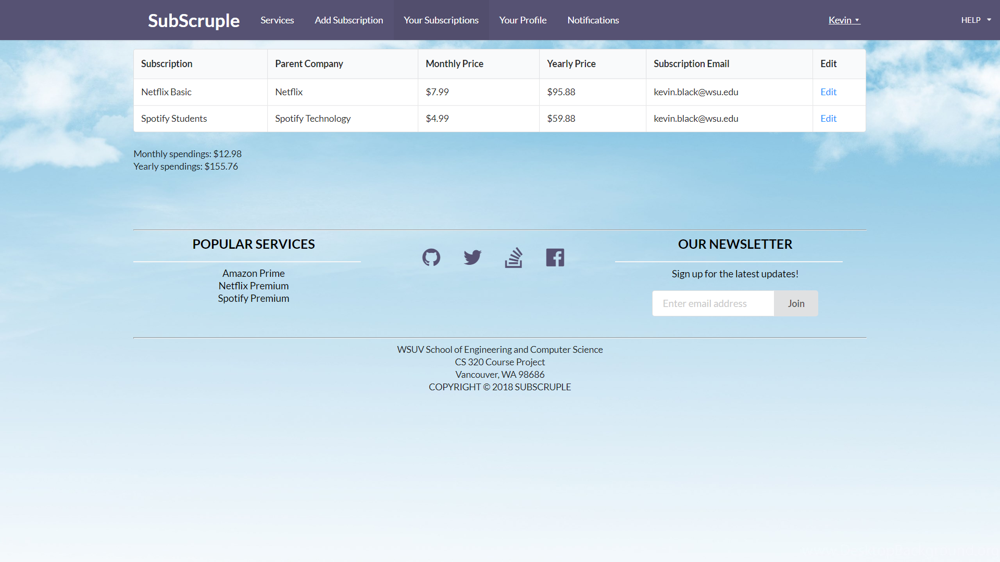 SubScruple Services Add Subscription Your Subscriptions Your Profile Notifications Kevin HELP
Subscription Parent Company Monthly Price Yearly Price Subscription Email Edit
Netflix Basic Netflix $7.99 $95.88 kevin.black@wsu.edu Edit
Spotify Students Spotify Technology $4.99 $59.88 kevin.black@wsu.edu Edit
Monthly spendings: $12.98
Yearly spendings: $155.76
POPULAR SERVICES
Amazon Prime
Netflix Premium
Spotify Premium
OUR NEWSLETTER
Sign up for the latest updates!
Enter email address Join
WSUV School of Engineering and Computer Science
CS 320 Course Project
Vancouver, WA 98686
COPYRIGHT © 2018 SUBSCRUPLE